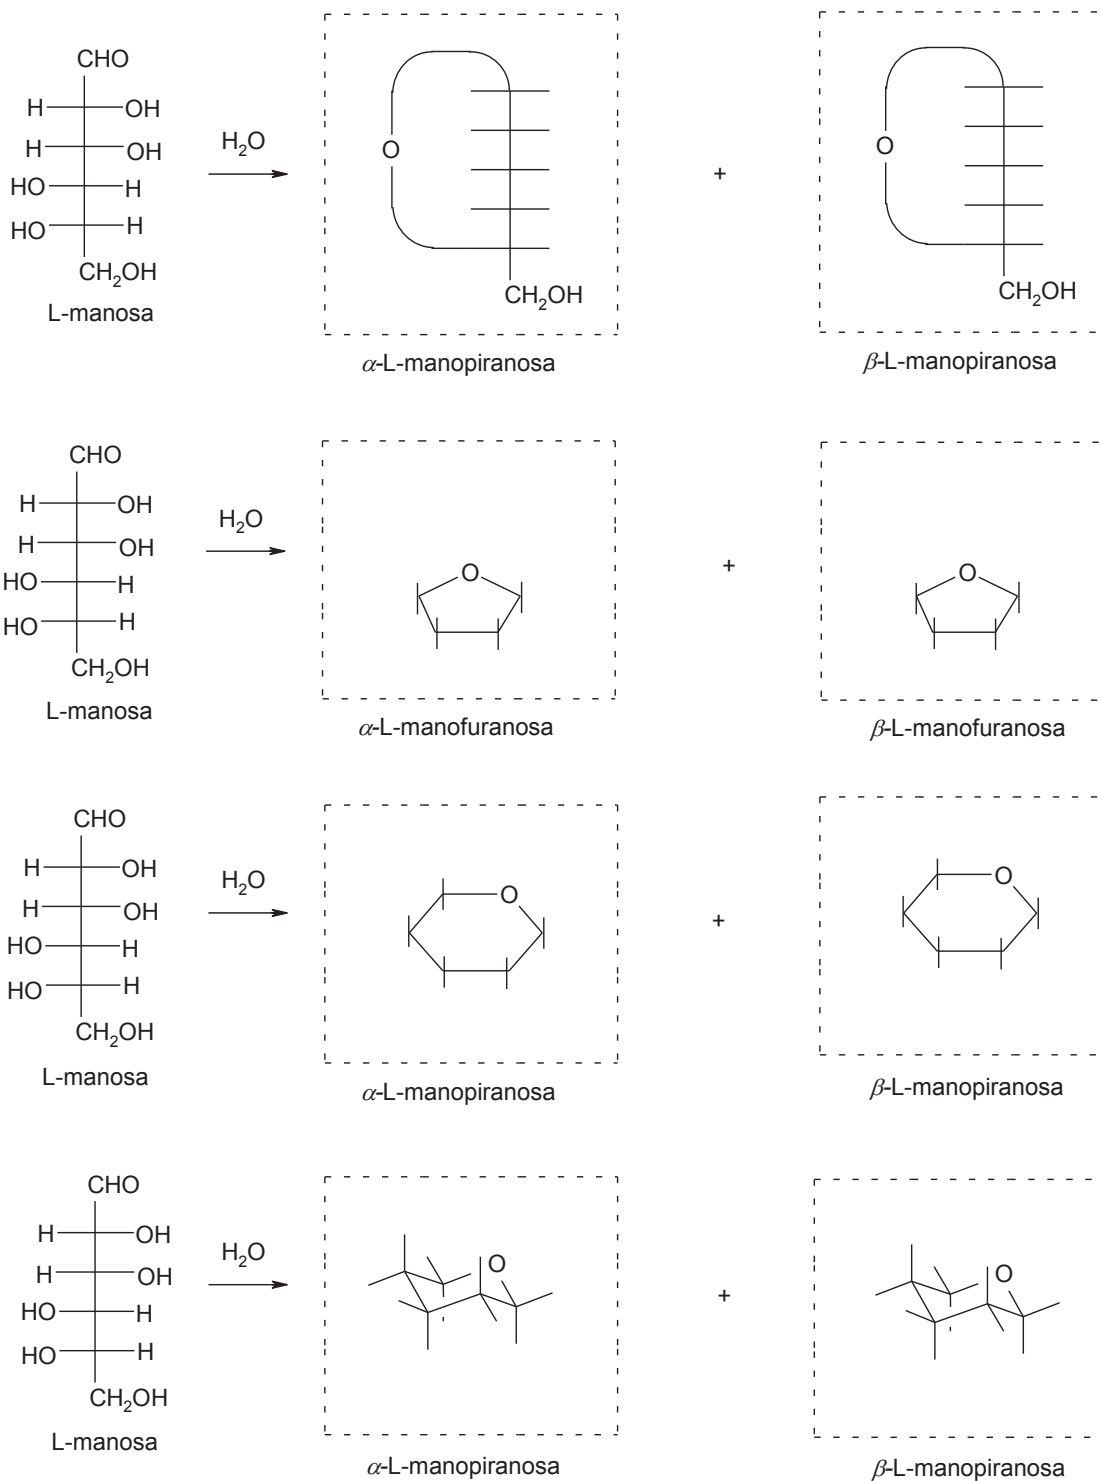 CHO
H OH
H OH
HO H
HO H
CH2OH
L-manosa
H2O
O
CH2OH
α-L-manopiranosa
+
O
CH2OH
β-L-manopiranosa
CHO
H OH
H OH
HO H
HO H
CH2OH
L-manosa
H2O
O
α-L-manofuranosa
+
O
β-L-manofuranosa
CHO
H OH
H OH
HO H
HO H
CH2OH
L-manosa
H2O
O
α-L-manopiranosa
+
O
β-L-manopiranosa
CHO
H OH
H OH
HO H
HO H
CH2OH
L-manosa
H2O
O
α-L-manopiranosa
+
O
β-L-manopiranosa